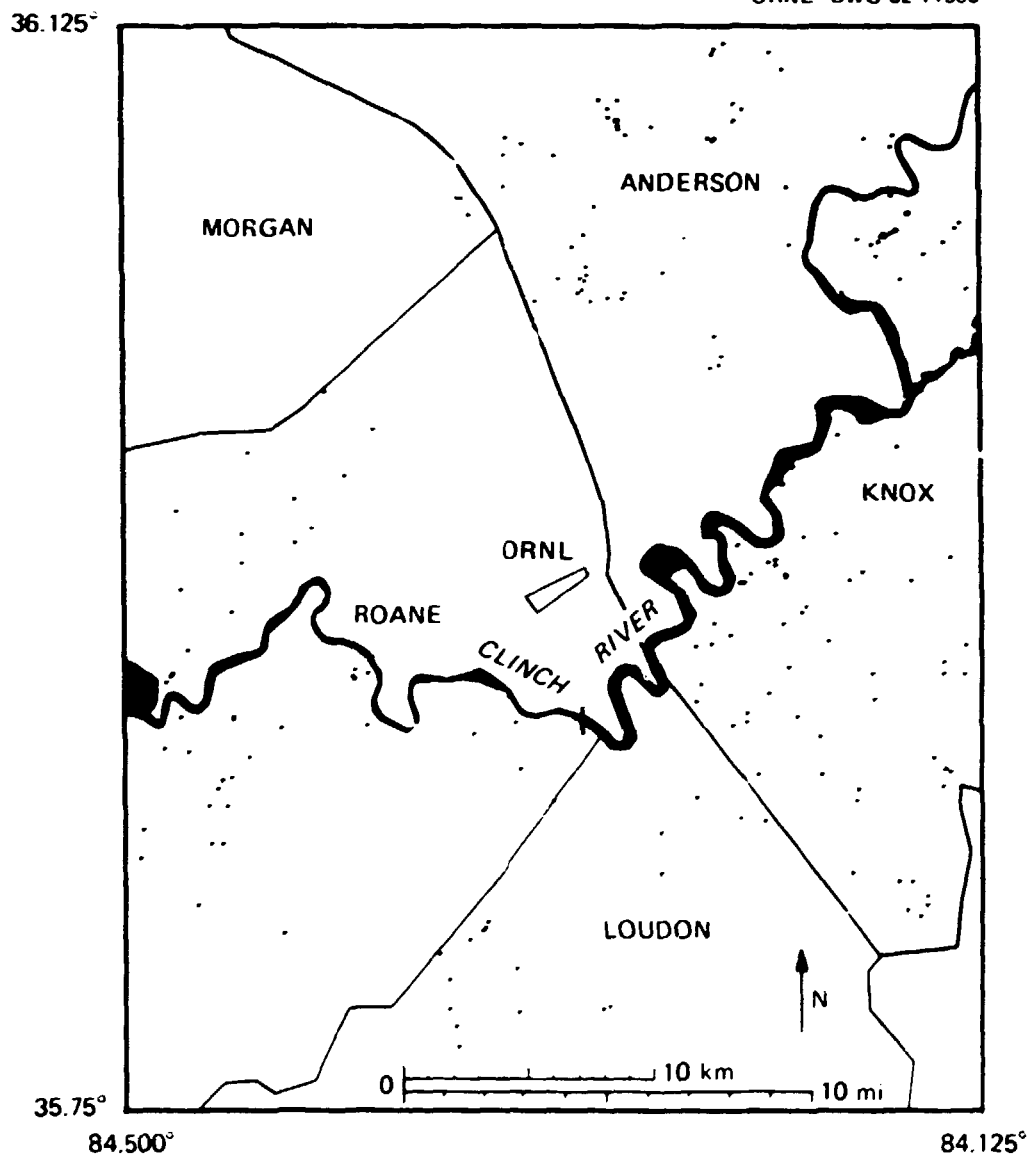 36.125°
ANDERSON
MORGAN
KNOX
ORNL
ROANE
RIVER
CLINCH
LOUDON
N
0
10 km
10 mi
35.75°
84.500°
84.125°